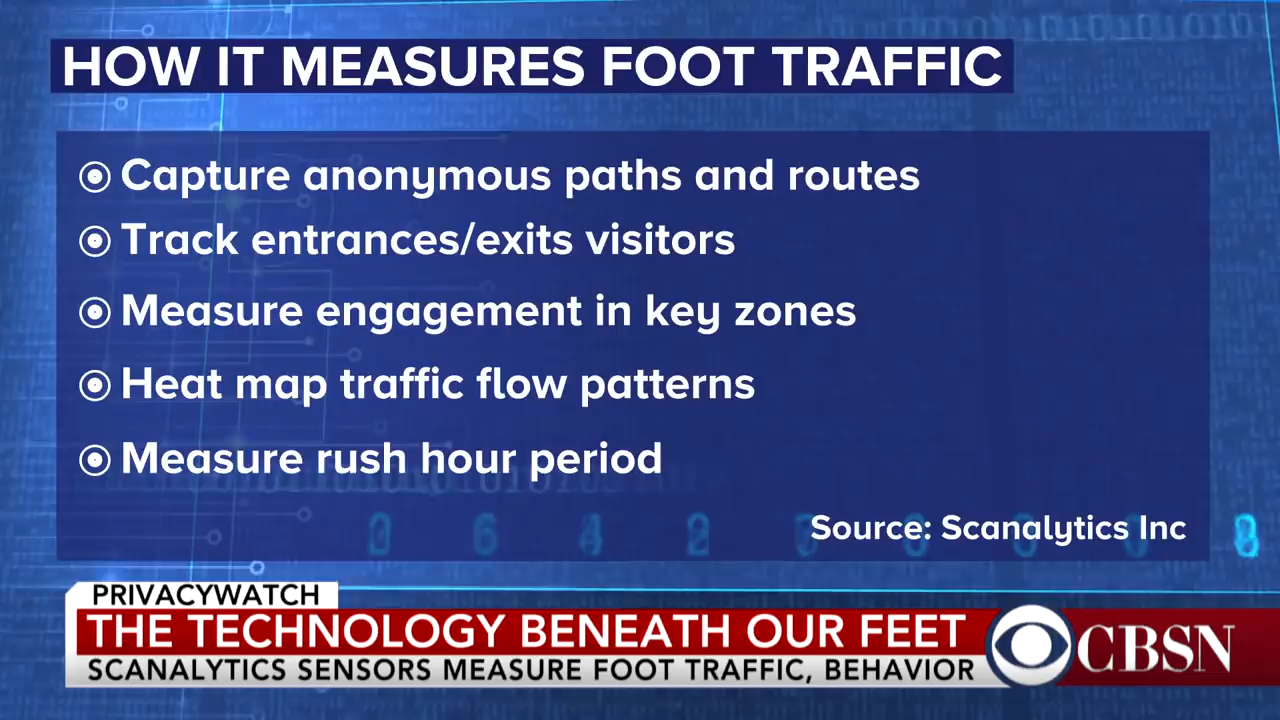 HOW IT MEASURES FOOT TRAFFIC
Capture anonymous paths and routes
Track entrances/exits visitors
Measure engagement in key zones
Heat map traffic flow patterns
Measure rush hour period
Source: Scanalytics Inc
PRIVACYWATCH
THE TECHNOLOGY BENEATH OUR FEET
SCANALYTICS SENSORS MEASURE FOOT TRAFFIC, BEHAVIOR
CBSN